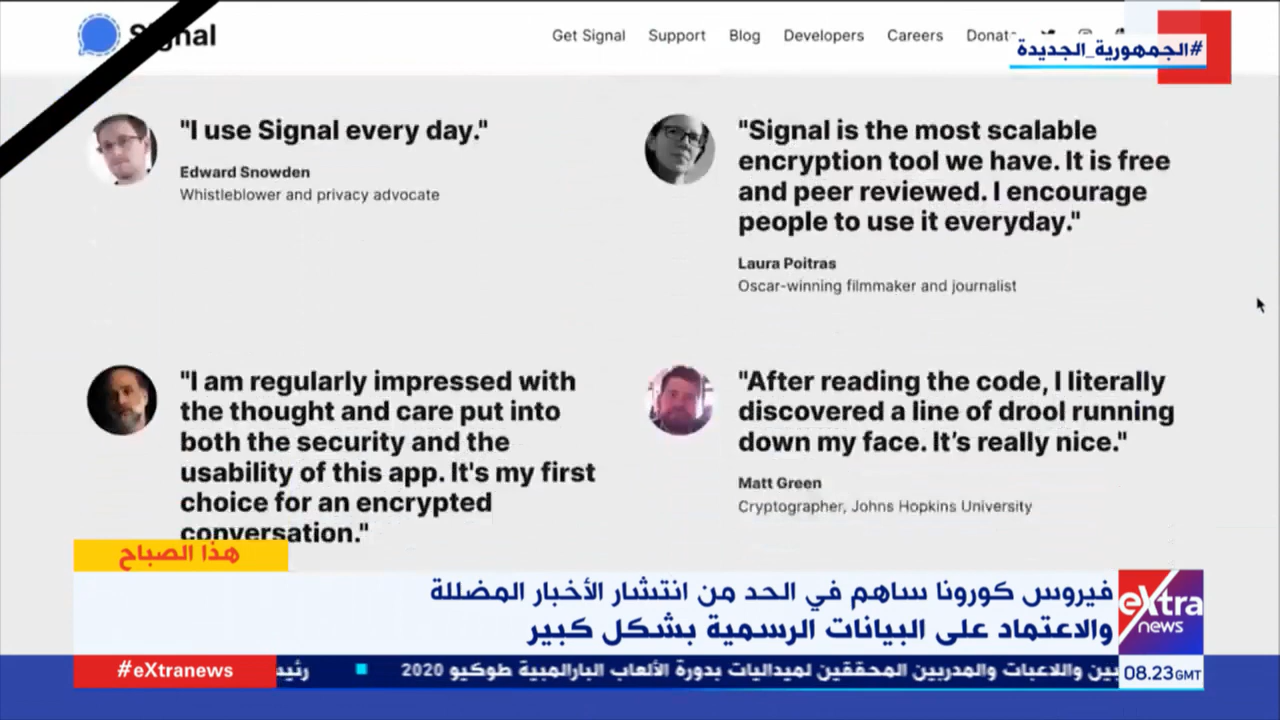 Signal
Get Signal Support Blog Developers Careers Donate
#الجمهورية_الجديدة
"I use Signal every day."
Edward Snowden
Whistleblower and privacy advocate
"Signal is the most scalable
encryption tool we have. It is free
and peer reviewed. I encourage
people to use it everyday."
Laura Poitras
Oscar-winning filmmaker and journalist
"I am regularly impressed with
the thought and care put into
both the security and the
usability of this app. It's my first
choice for an encrypted
conversation."
"After reading the code, I literally
discovered a line of drool running
down my face. It’s really nice."
Matt Green
Cryptographer, Johns Hopkins University
هذا الصباح
فيروس كورونا ساهم في الحد من انتشار الأخبار المضللة
والاعتماد على البيانات الرسمية بشكل كبير
eXtra
news
#eXtranews
بين واللاعبات والمدربين المحققين لميداليات بدورة الألعاب البارالمبية طوكيو 2020 ■ رئيس
08.23 GMT